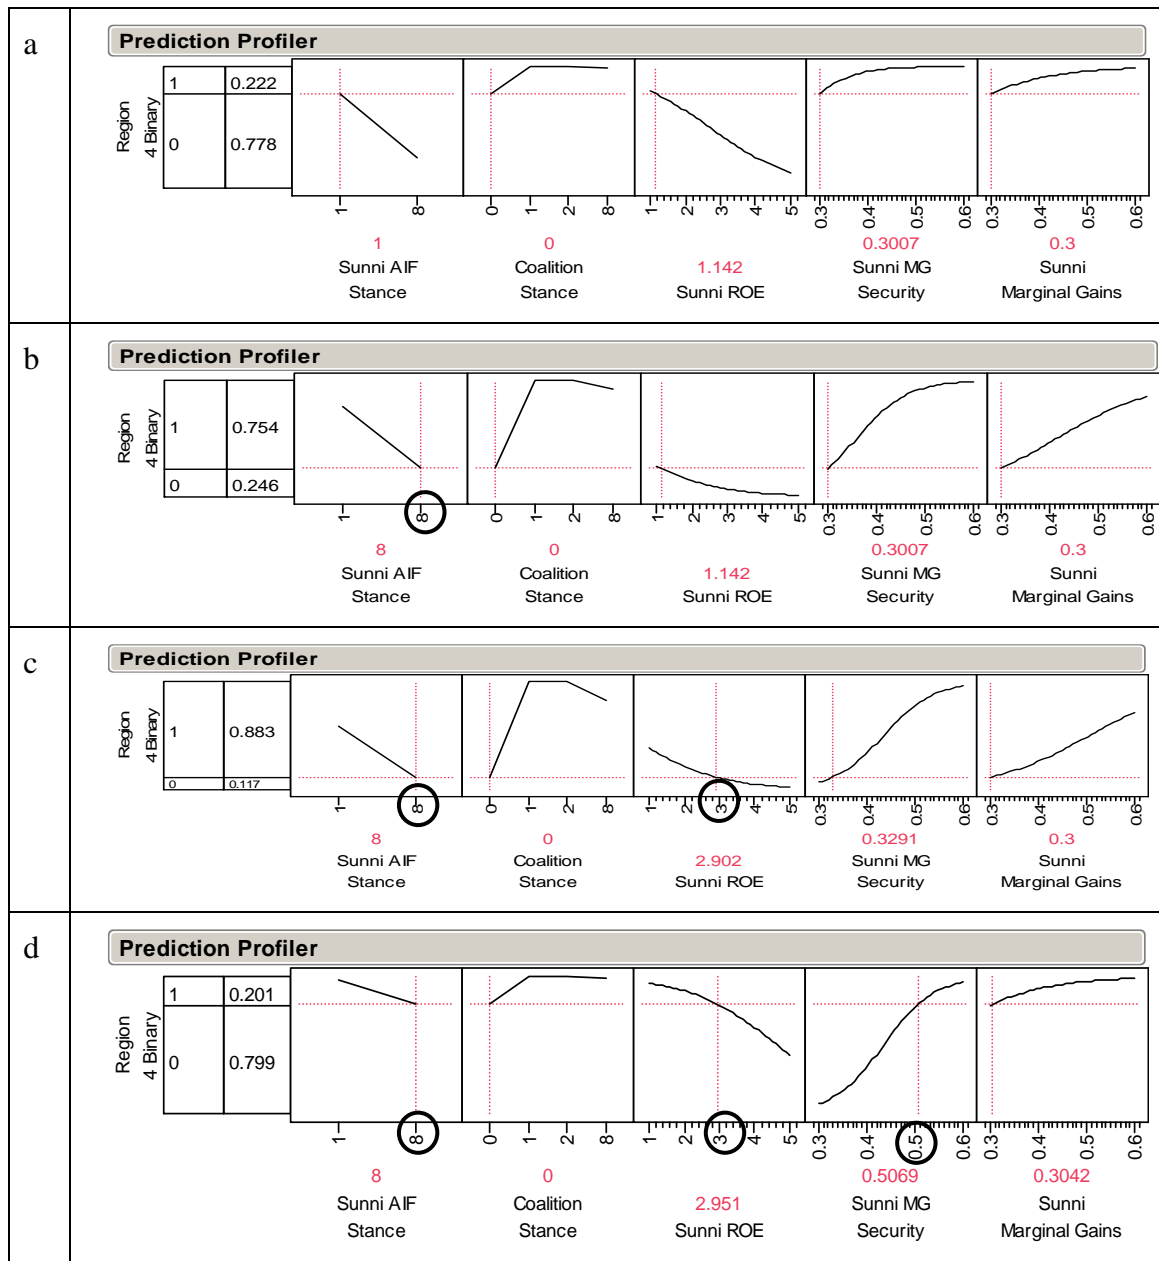 a
Prediction Profiler
Region
4 Binary
1 0.222
0 0.778
1 8 0 1 2 8 1 2 3 4 5 0.3 0.4 0.5 0.6 0.3 0.4 0.5 0.6
1 0 1.142 0.3007 0.3
Sunni AIF Coalition Sunni ROE Sunni MG Sunni
Stance Stance Security Marginal Gains
b
Prediction Profiler
Region
4 Binary
1 0.754
0 0.246
1 8 0 1 2 8 1 2 3 4 5 0.3 0.4 0.5 0.6 0.3 0.4 0.5 0.6
8 0 1.142 0.3007 0.3
Sunni AIF Coalition Sunni ROE Sunni MG Sunni
Stance Stance Security Marginal Gains
c
Prediction Profiler
Region
4 Binary
1 0.883
0 0.117
1 8 0 1 2 8 1 2 3 4 5 0.3 0.4 0.5 0.6 0.3 0.4 0.5 0.6
8 0 2.902 0.3291 0.3
Sunni AIF Coalition Sunni ROE Sunni MG Sunni
Stance Stance Security Marginal Gains
d
Prediction Profiler
Region
4 Binary
1 0.201
0 0.799
1 8 0 1 2 8 1 2 3 4 5 0.3 0.4 0.5 0.6 0.3 0.4 0.5 0.6
8 0 2.951 0.5069 0.3042
Sunni AIF Coalition Sunni ROE Sunni MG Sunni
Stance Stance Security Marginal Gains